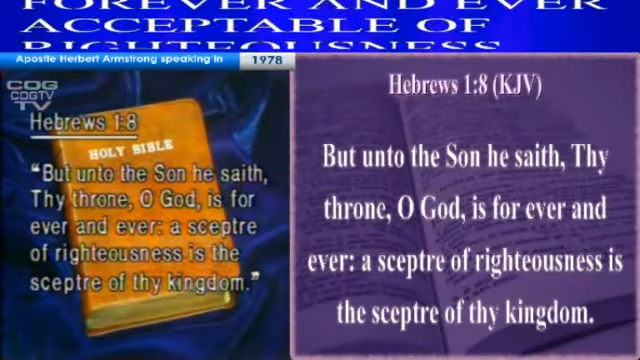 FOREVER AND EVER
ACCEPTABLE OF
RIGHTEOUSNESS
Apostle Herbert Armstrong speaking in
1978
COG
COGTV
TV
Hebrews 1:8
HOLY BIBLE
"But unto the Son he saith,
Thy throne, O God, is for
ever and ever: a sceptre
of righteousness is the
sceptre of thy kingdom."
Hebrews 1:8 (KJV)
But unto the Son he saith, Thy
throne, O God, is for ever and
ever: a sceptre of righteousness is
the sceptre of thy kingdom.